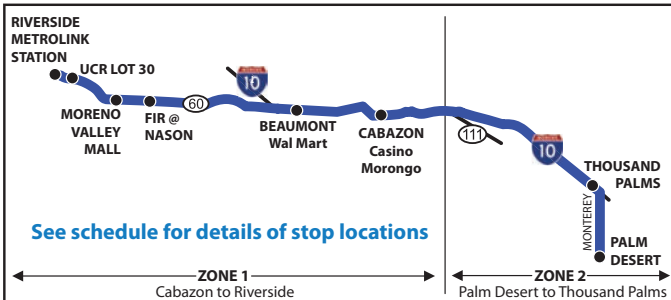 RIVERSIDE
METROLINK
STATION
UCR LOT 30
MORENO
VALLEY
MALL
FIR @
NASON
60
10
BEAUMONT
Wal Mart
CABAZON
Casino
Morongo
111
10
THOUSAND
PALMS
MONTEREY
PALM
DESERT
See schedule for details of stop locations
ZONE 1
Cabazon to Riverside
ZONE 2
Palm Desert to Thousand Palms